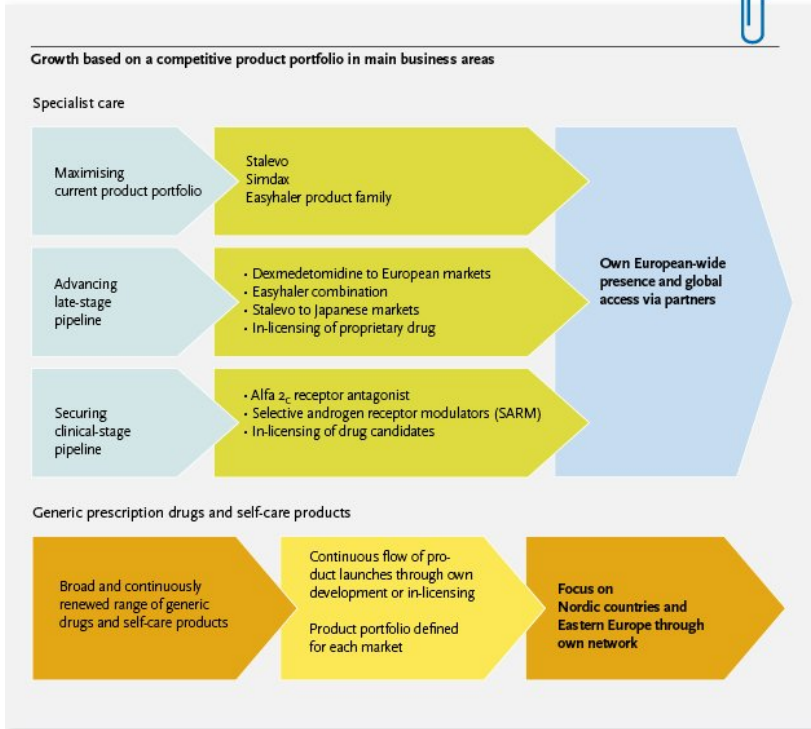 Growth based on a competitive product portfolio in main business areas
Specialist care
Maximising
current product portfolio
Stalevo
Simdax
Easyhaler product family
Advancing
late-stage
pipeline
• Dexmedetomidine to European markets
• Easyhaler combination
• Stalevo to Japanese markets
• In-licensing of proprietary drug
Securing
clinical-stage
pipeline
• Alfa 2c receptor antagonist
• Selective androgen receptor modulators (SARM)
• In-licensing of drug candidates
Own European-wide
presence and global
access via partners
Generic prescription drugs and self-care products
Broad and continuously
renewed range of generic
drugs and self-care products
Continuous flow of pro-
duct launches through own
development or in-licensing
Product portfolio defined
for each market
Focus on
Nordic countries and
Eastern Europe through
own network